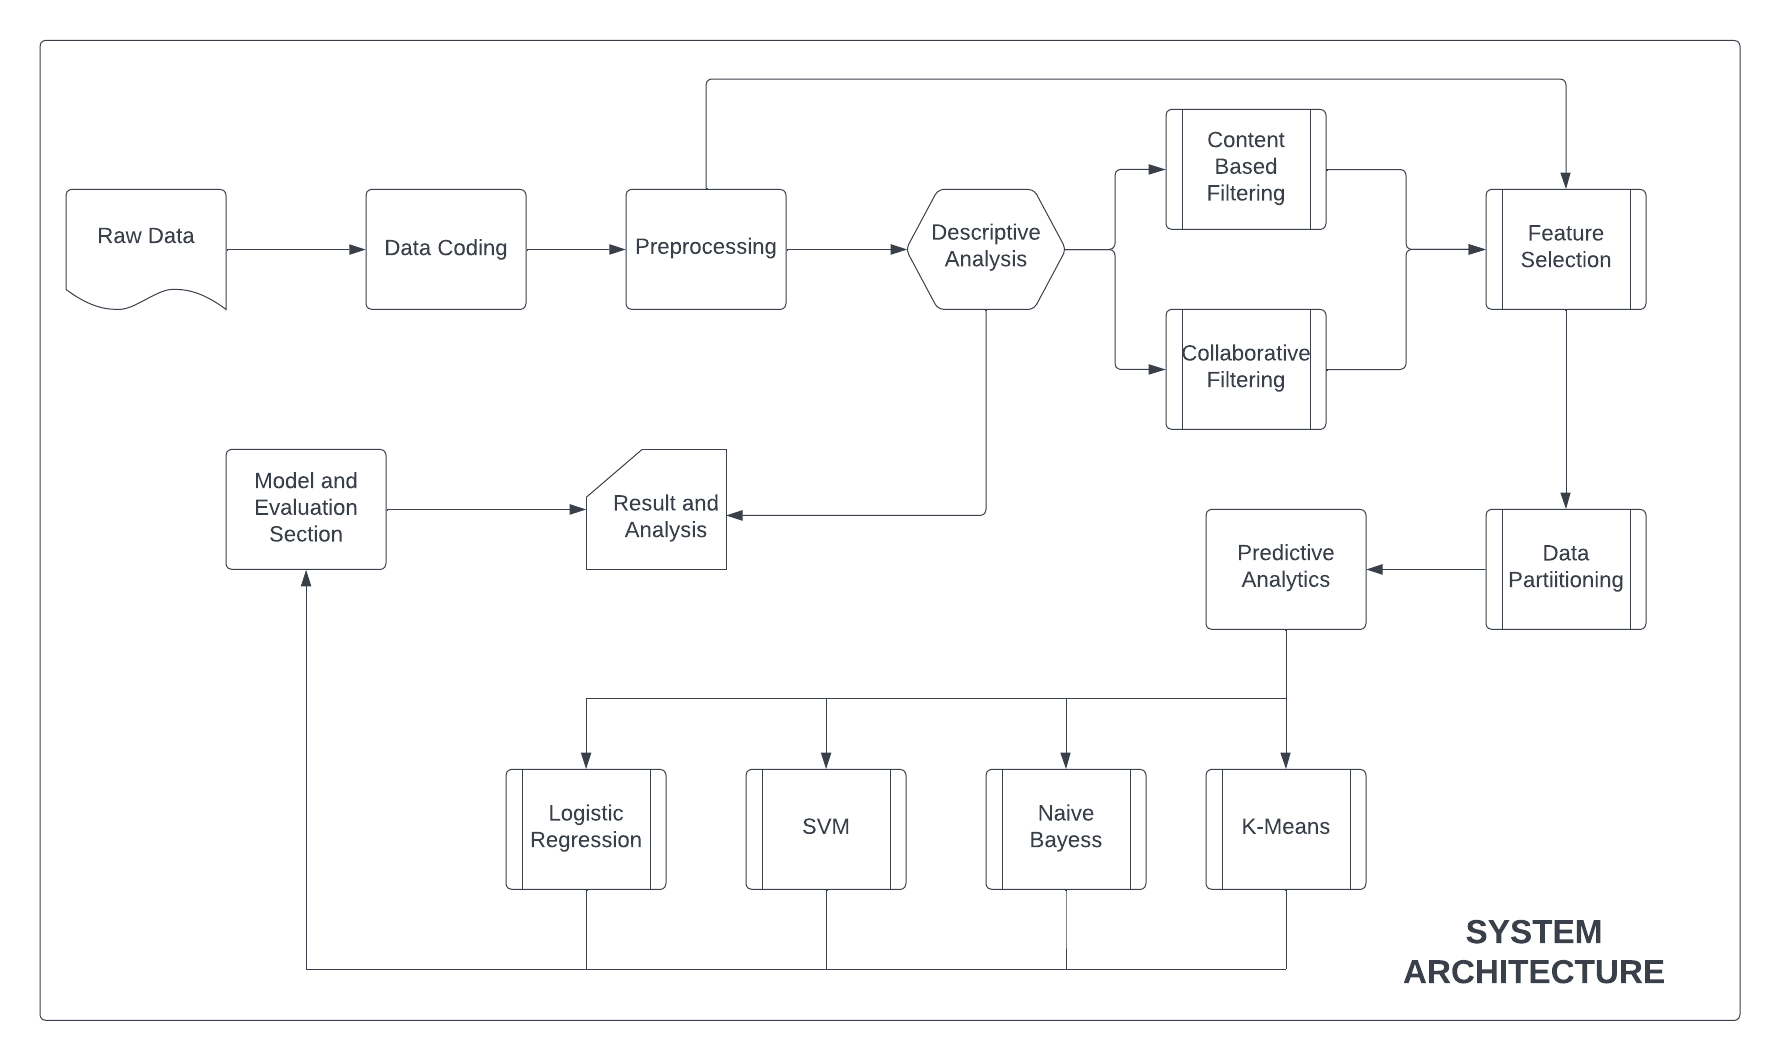 Raw Data
Data Coding
Preprocessing
Descriptive
Analysis
Content
Based
Filtering
Collaborative
Filtering
Feature
Selection
Model and
Evaluation
Section
Result and
Analysis
Predictive
Analytics
Data
Partiitioning
Logistic
Regression
SVM
Naive
Bayess
K-Means
SYSTEM
ARCHITECTURE